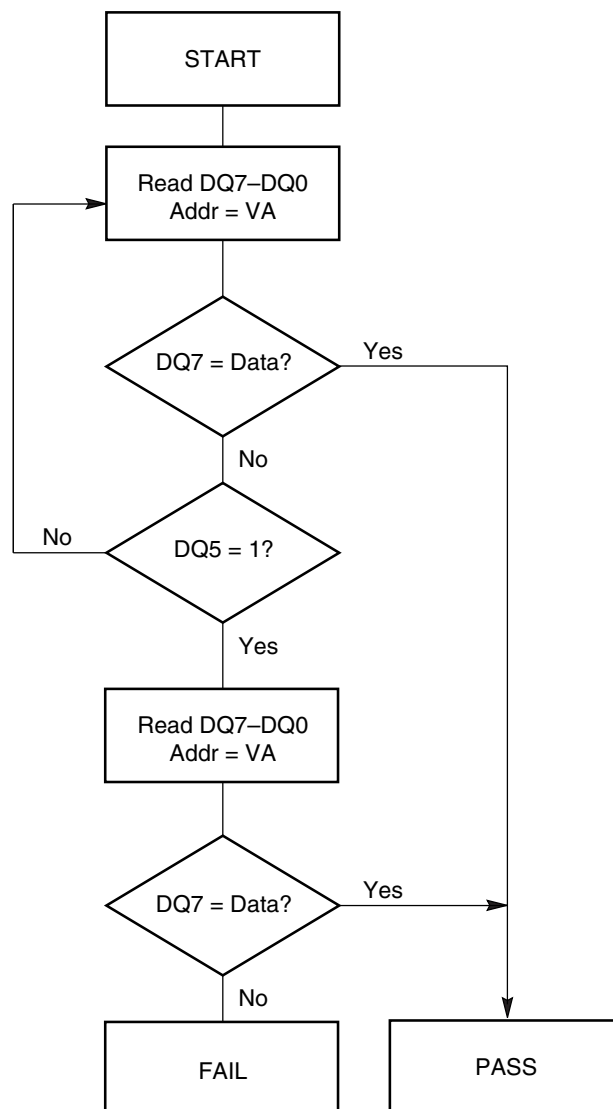 START
Read DQ7–DQ0
Addr = VA
DQ7 = Data?
Yes
No
No
DQ5 = 1?
Yes
Read DQ7–DQ0
Addr = VA
DQ7 = Data?
Yes
No
FAIL
PASS